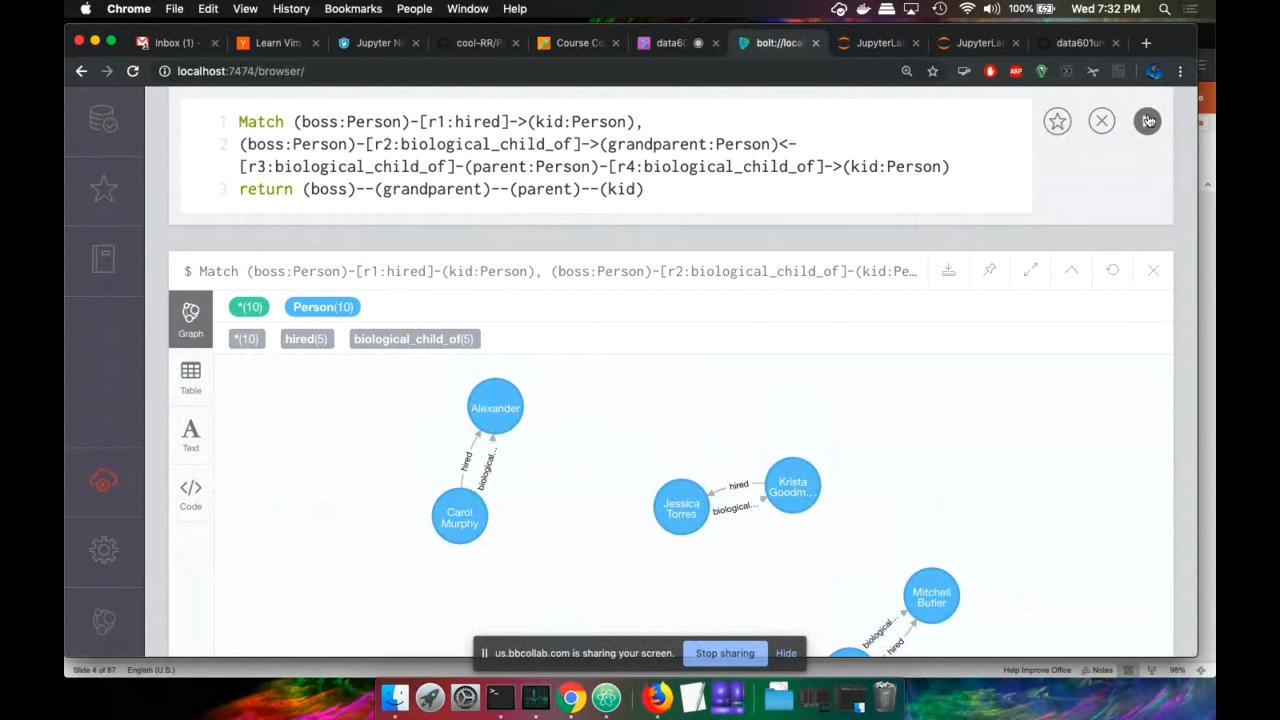 Chrome File Edit View History Bookmarks People Window Help 100% Wed 7:32 PM
Inbox (1) - Learn Vim Jupyter Ne cool-RR/P Course Co data60 bolt://loca JupyterLa JupyterLa data601un
localhost:7474/browser/
ABP
1 Match (boss:Person)-[r1:hired]->(kid:Person),
2 (boss:Person)-[r2:biological_child_of]->(grandparent:Person)<-
[r3:biological_child_of]-(parent:Person)-[r4:biological_child_of]->(kid:Person)
3 return (boss)--(grandparent)--(parent)--(kid)
$ Match (boss:Person)-[r1:hired]-(kid:Person), (boss:Person)-[r2:biological_child_of]-(kid:Pe…
Graph
*(10) Person(10)
*(10) hired(5) biological_child_of(5)
Table
A
Text
</>
Code
Alexander
hired
biological…
Carol
Murphy
Jessica
Torres
hired
biological…
Krista
Goodm…
Mitchell
Butler
biological…
hired
us.bbcollab.com is sharing your screen. Stop sharing Hide
Slide 4 of 87 English (U.S.) Help Improve Office Notes 98%